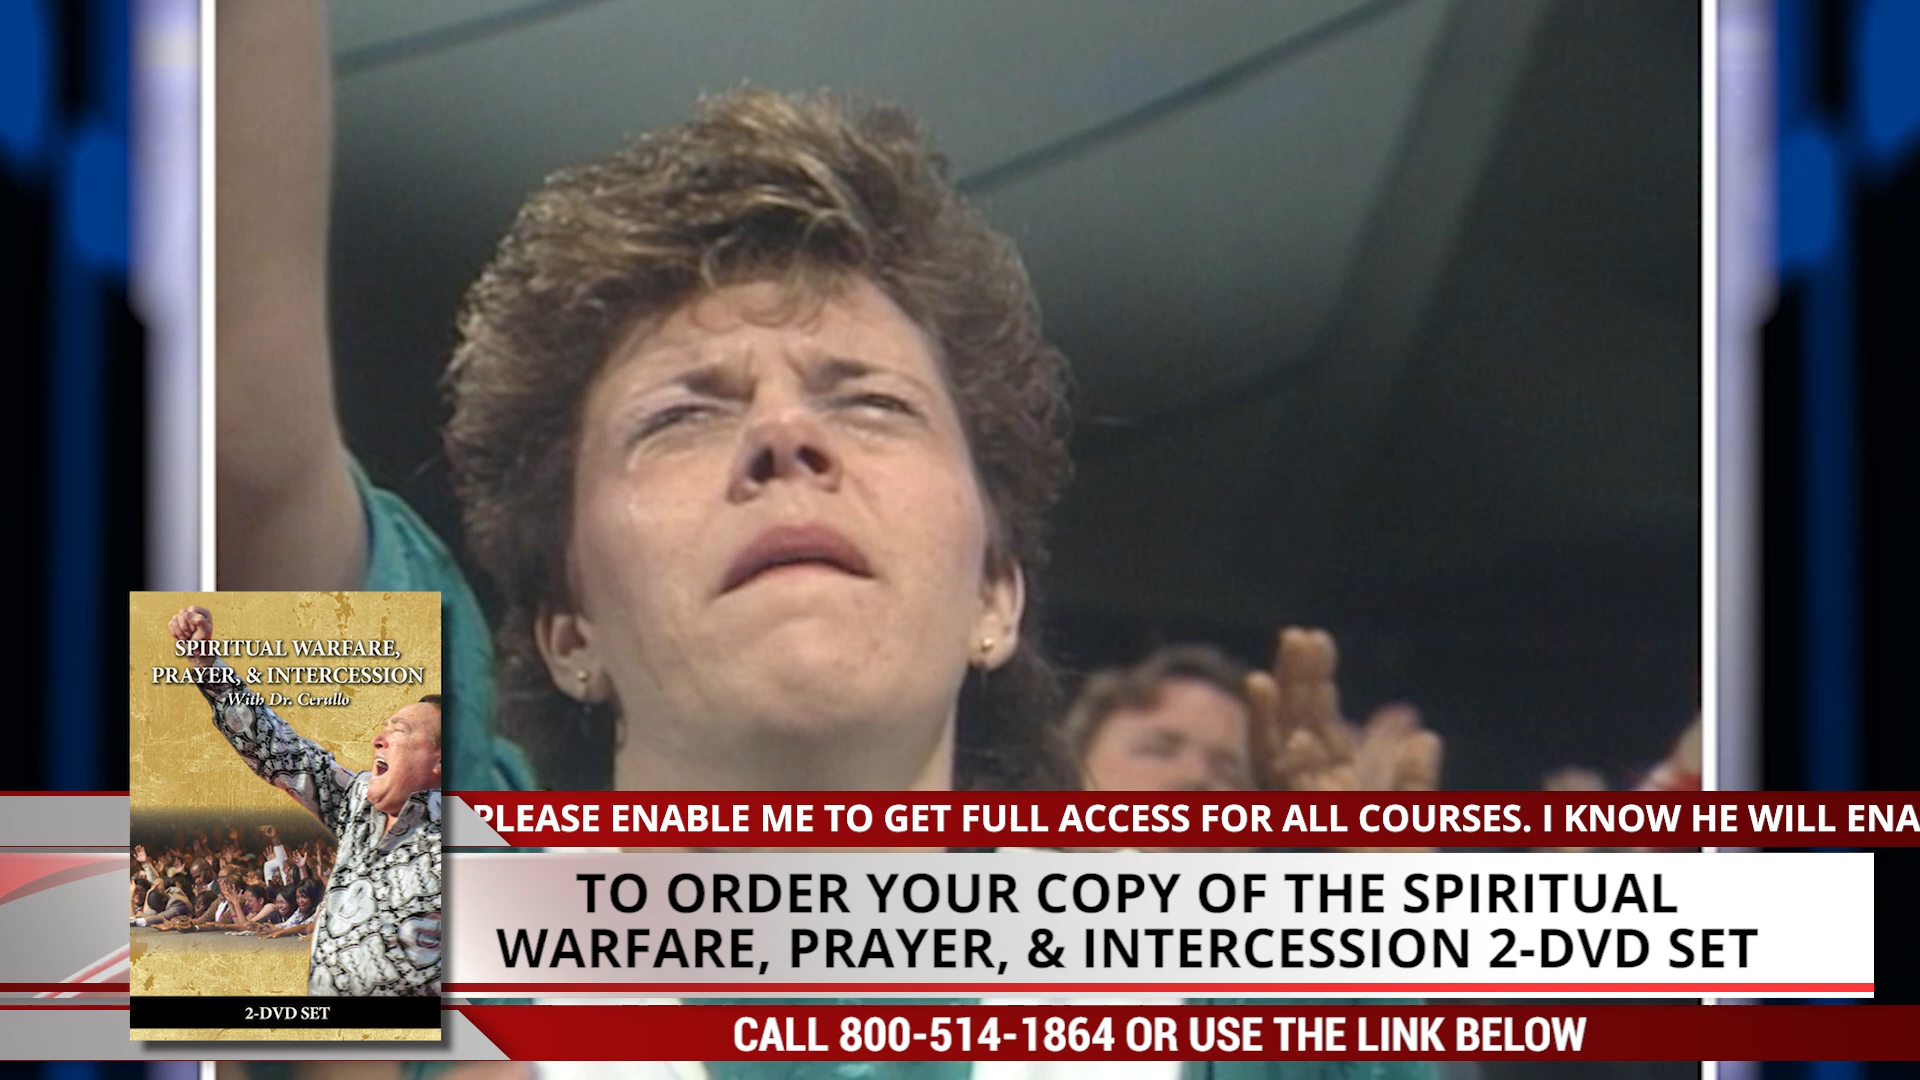 SPIRITUAL WARFARE,
PRAYER, & INTERCESSION
With Dr. Cerullo
2-DVD SET
PLEASE ENABLE ME TO GET FULL ACCESS FOR ALL COURSES. I KNOW HE WILL ENA
TO ORDER YOUR COPY OF THE SPIRITUAL
WARFARE, PRAYER, & INTERCESSION 2-DVD SET
CALL 800-514-1864 OR USE THE LINK BELOW